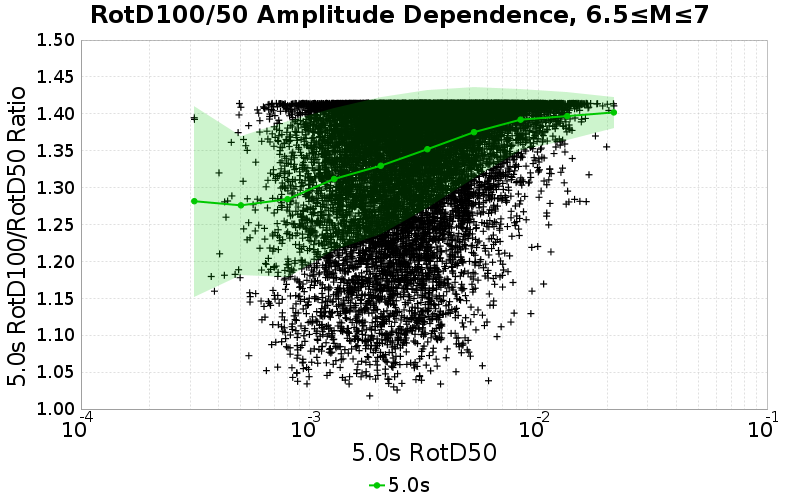 RotD100/50 Amplitude Dependence, 6.5≤M≤7
5.0s RotD100/RotD50 Ratio
1.50
1.45
1.40
1.35
1.30
1.25
1.20
1.15
1.10
1.05
1.00
10-4 10-3 10-2 10-1
5.0s RotD50
5.0s